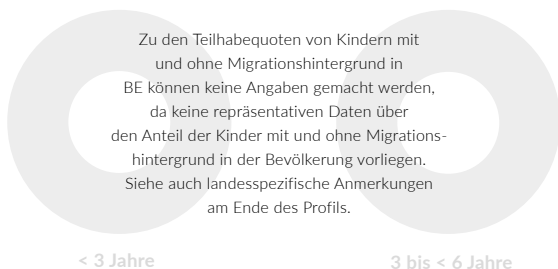 Zu den Teilhabequoten von Kindern mit
und ohne Migrationshintergrund in
BE können keine Angaben gemacht werden,
da keine repräsentativen Daten über
den Anteil der Kinder mit und ohne Migrations-
hintergrund in der Bevölkerung vorliegen.
Siehe auch landesspezifische Anmerkungen
am Ende des Profils.
< 3 Jahre
3 bis < 6 Jahre